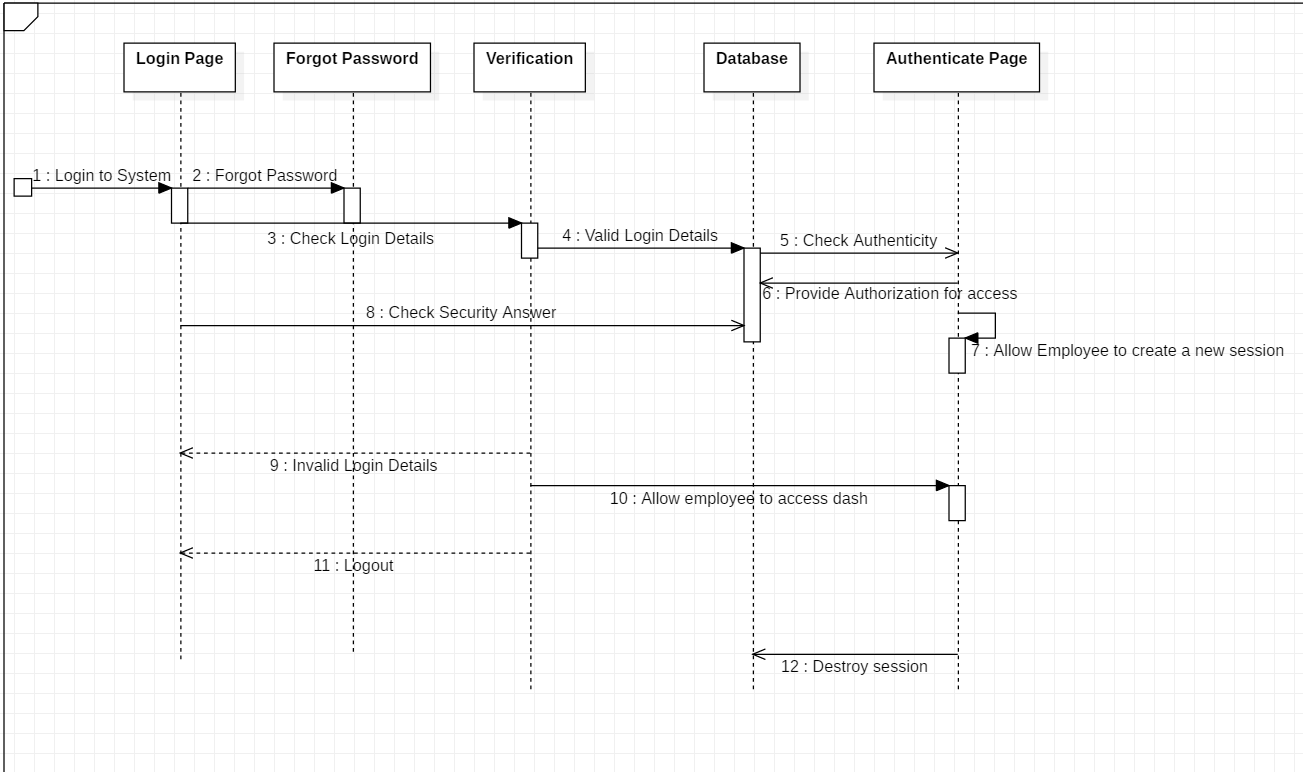 Login Page
Forgot Password
Verification
Database
Authenticate Page
1 : Login to System
2 : Forgot Password
3 : Check Login Details
4 : Valid Login Details
5 : Check Authenticity
6 : Provide Authorization for access
8 : Check Security Answer
7 : Allow Employee to create a new session
9 : Invalid Login Details
10 : Allow employee to access dash
11 : Logout
12 : Destroy session